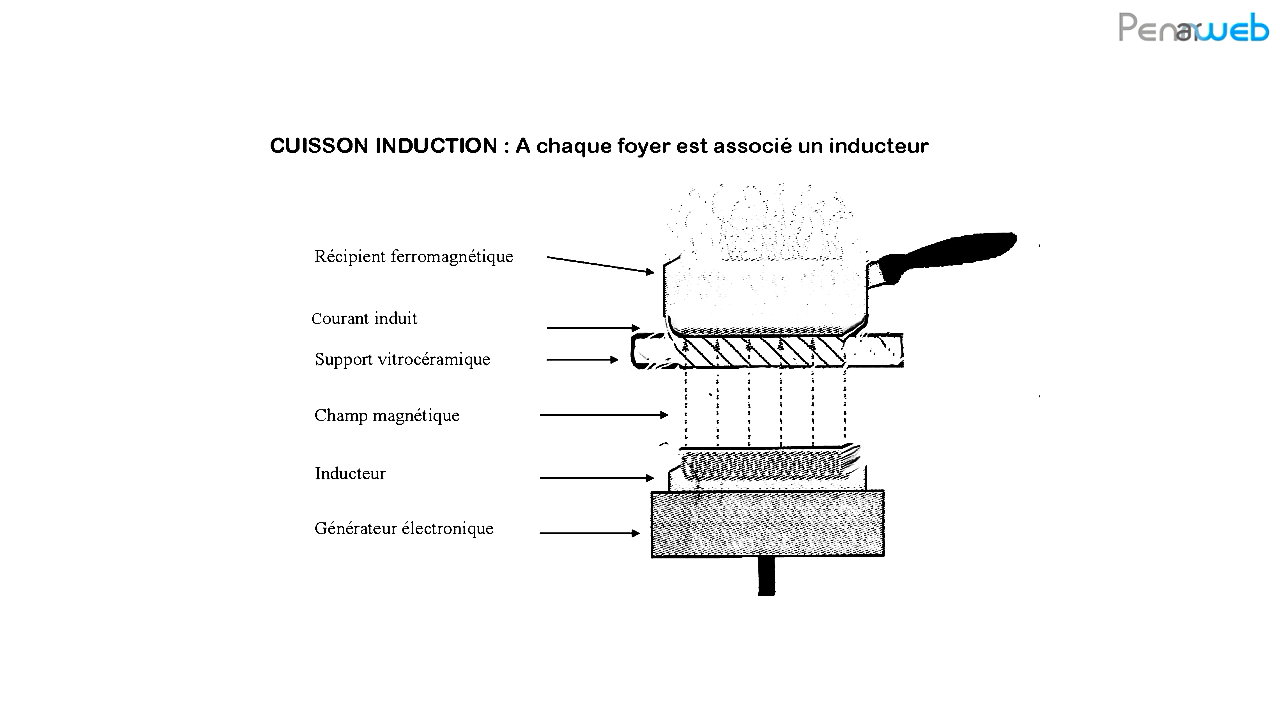 Penarweb
CUISSON INDUCTION : A chaque foyer est associé un inducteur
Récipient ferromagnétique
Courant induit
Support vitrocéramique
Champ magnétique
Inducteur
Générateur électronique